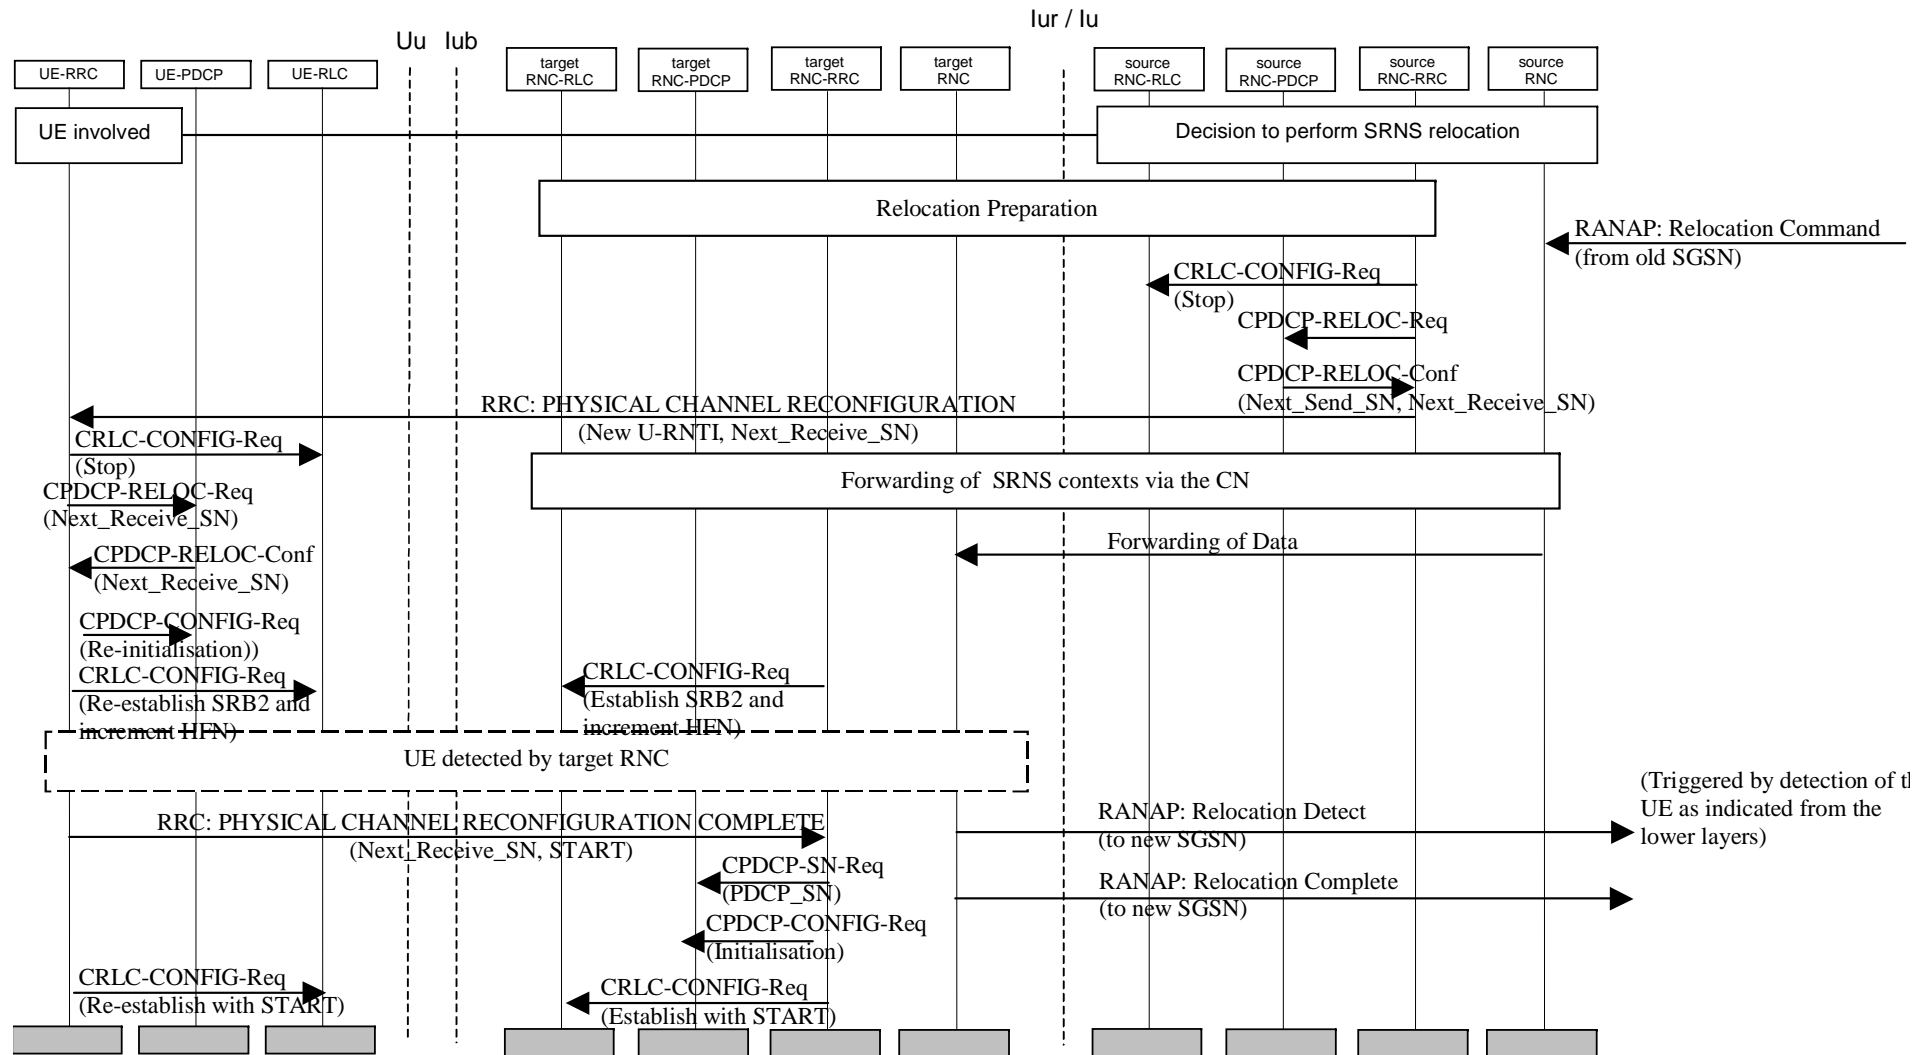 Iur / Iu
Uu Iub
UE-RRC
UE-PDCP
UE-RLC
target
RNC-RLC
target
RNC-PDCP
target
RNC-RRC
target
RNC
source
RNC-RLC
source
RNC-PDCP
source
RNC-RRC
source
RNC
UE involved
Decision to perform SRNS relocation
Relocation Preparation
RANAP: Relocation Command
(from old SGSN)
CRLC-CONFIG-Req
(Stop)
CPDCP-RELOC-Req
CPDCP-RELOC-Conf
(Next_Send_SN, Next_Receive_SN)
RRC: PHYSICAL CHANNEL RECONFIGURATION
(New U-RNTI, Next_Receive_SN)
CRLC-CONFIG-Req
(Stop)
Forwarding of SRNS contexts via the CN
CPDCP-RELOC-Req
(Next_Receive_SN)
Forwarding of Data
CPDCP-RELOC-Conf
(Next_Receive_SN)
CPDCP-CONFIG-Req
(Re-initialisation))
CRLC-CONFIG-Req
(Re-establish SRB2 and
increment HFN)
CRLC-CONFIG-Req
(Establish SRB2 and
increment HFN)
UE detected by target RNC
(Triggered by detection of
UE as indicated from the
lower layers)
RRC: PHYSICAL CHANNEL RECONFIGURATION COMPLETE
(Next_Receive_SN, START)
RANAP: Relocation Detect
(to new SGSN)
CPDCP-SN-Req
(PDCP_SN)
RANAP: Relocation Complete
(to new SGSN)
CPDCP-CONFIG-Req
(Initialisation)
CRLC-CONFIG-Req
(Re-establish with START)
CRLC-CONFIG-Req
(Establish with START)